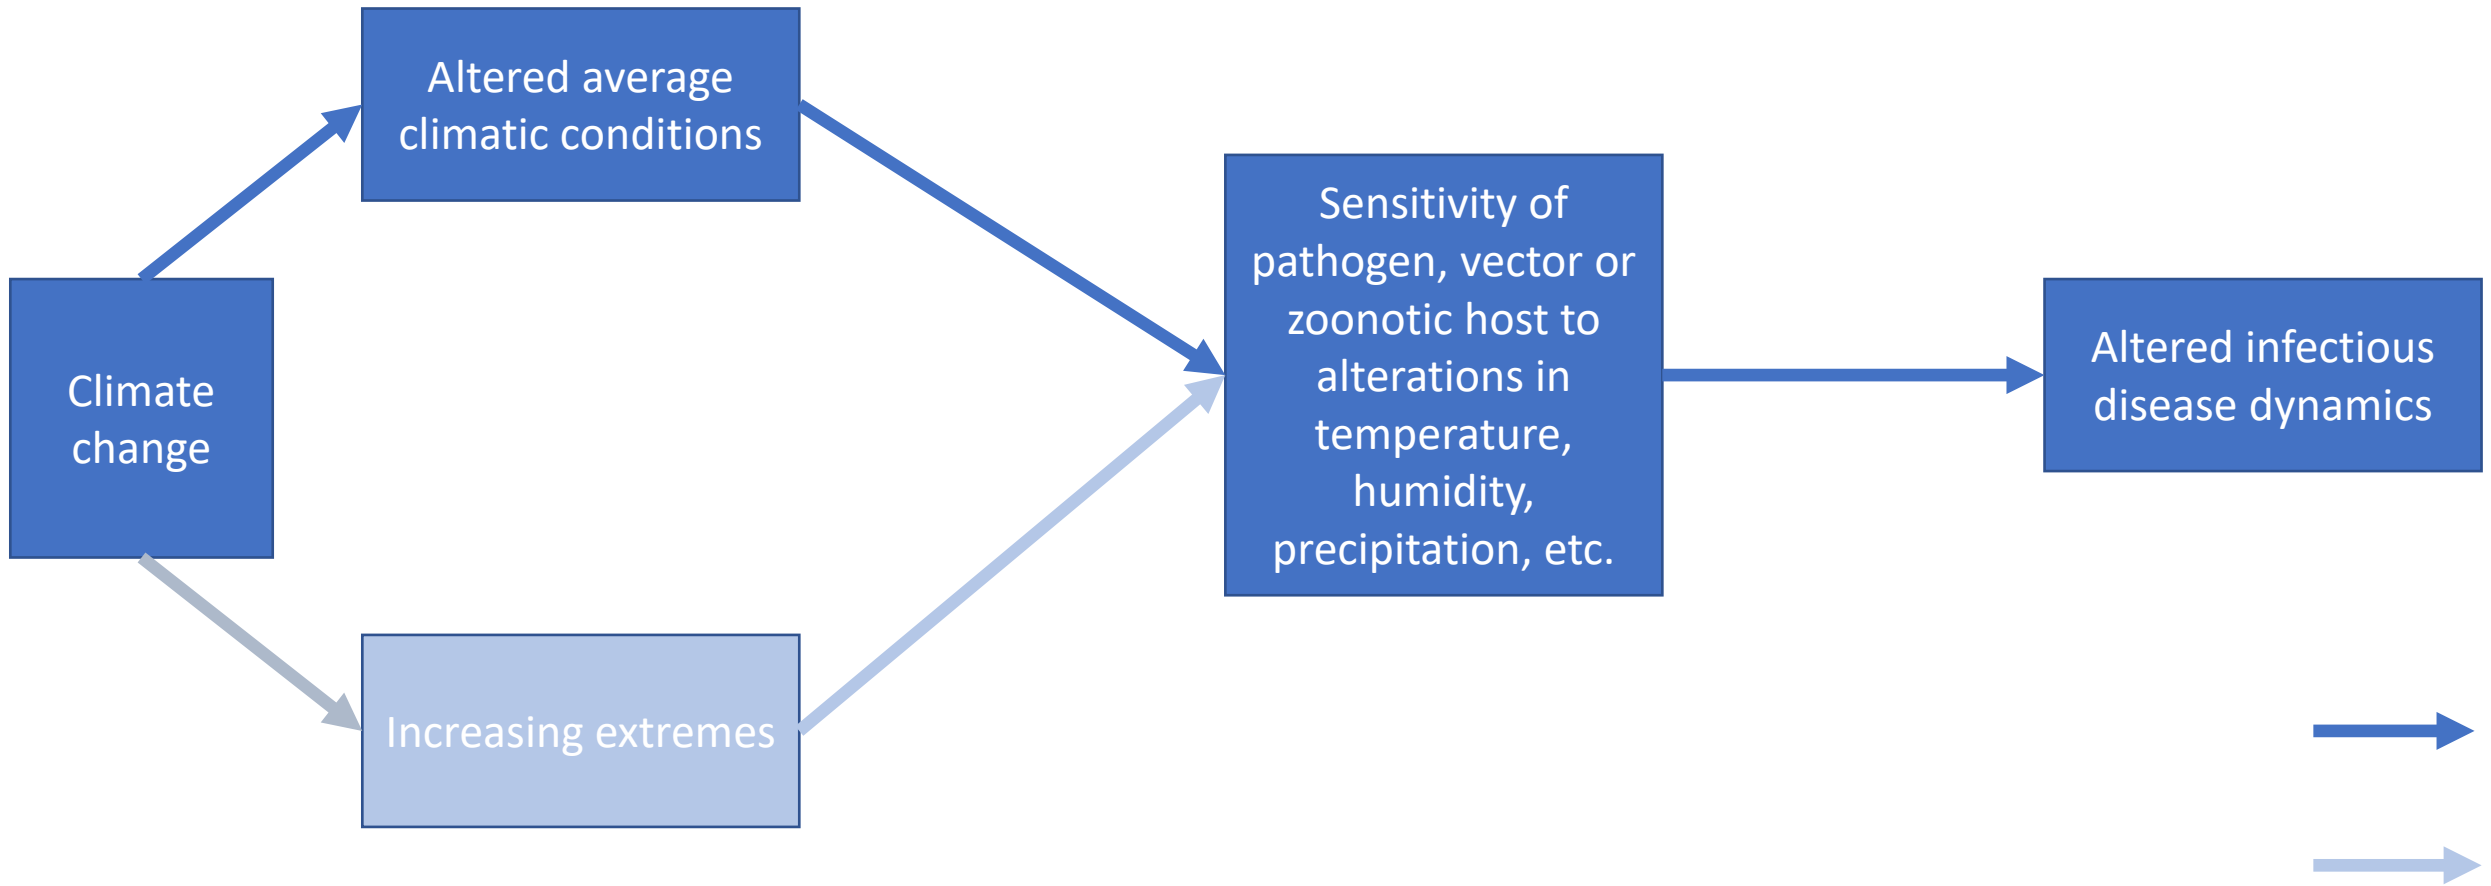 Altered average
climatic conditions
Climate
change
Increasing extremes
Sensitivity of
pathogen, vector or
zoonotic host to
alterations in
temperature,
humidity,
precipitation, etc.
Altered infectious
disease dynamics